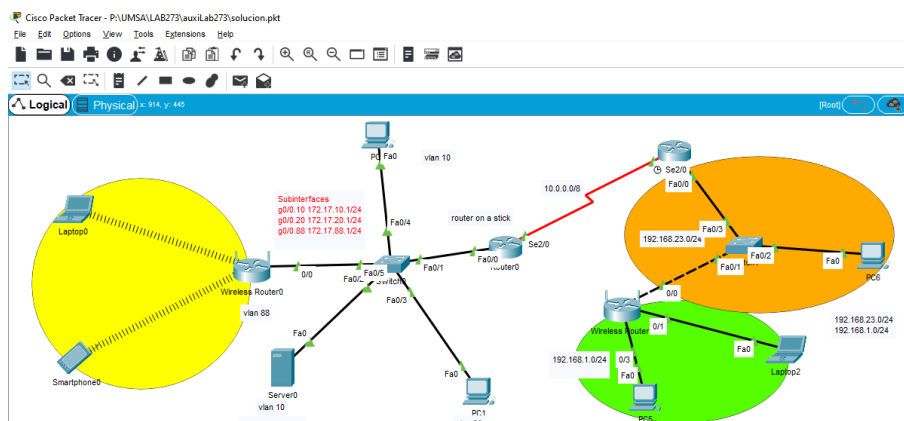 Cisco Packet Tracer - P:\UMSA\LAB273\auxiLab273\solucion.pkt
File Edit Options View Tools Extensions Help
Logical Physical x: 914, y: 445 [Root]
Fa0
vlan 10
Se2/0
Fa0/0
10.0.0.0/8
Subinterfaces
g0/0.10 172.17.10.1/24
g0/0.20 172.17.20.1/24
g0/0.88 172.17.88.1/24
Laptop0
Fa0/4
router on a stick
Fa0/3
192.168.23.0/24
Se2/0
Fa0/0
Router0
Fa0/1
Fa0/5
0/0
Fa0/2
Fa0/1
Fa0
PC6
Wireless Router0
Fa0/3
0/0
vlan 88
192.168.23.0/24
192.168.1.0/24
Wireless Router
0/1
Fa0
Fa0
192.168.1.0/24
0/3
Fa0
Laptop2
Smartphone0
Server0
vlan 10
Fa0
PC1
PC5